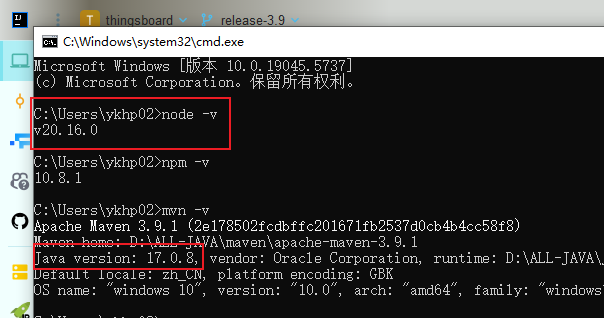 T thingsboard release-3.9
C:\Windows\system32\cmd.exe
Microsoft Windows [版本 10.0.19045.5737]
(c) Microsoft Corporation。保留所有权利。
C:\Users\ykhp02>node -v
v20.16.0
C:\Users\ykhp02>npm -v
10.8.1
C:\Users\ykhp02>mvn -v
Apache Maven 3.9.1 (2e178502fcdbffc201671fb2537d0cb4b4cc58f8)
Maven home: D:\ALL-JAVA\maven\apache-maven-3.9.1
Java version: 17.0.8, vendor: Oracle Corporation, runtime: D:\ALL-JAVA\
Default locale: zh_CN, platform encoding: GBK
OS name: "windows 10", version: "10.0", arch: "amd64", family: "windows